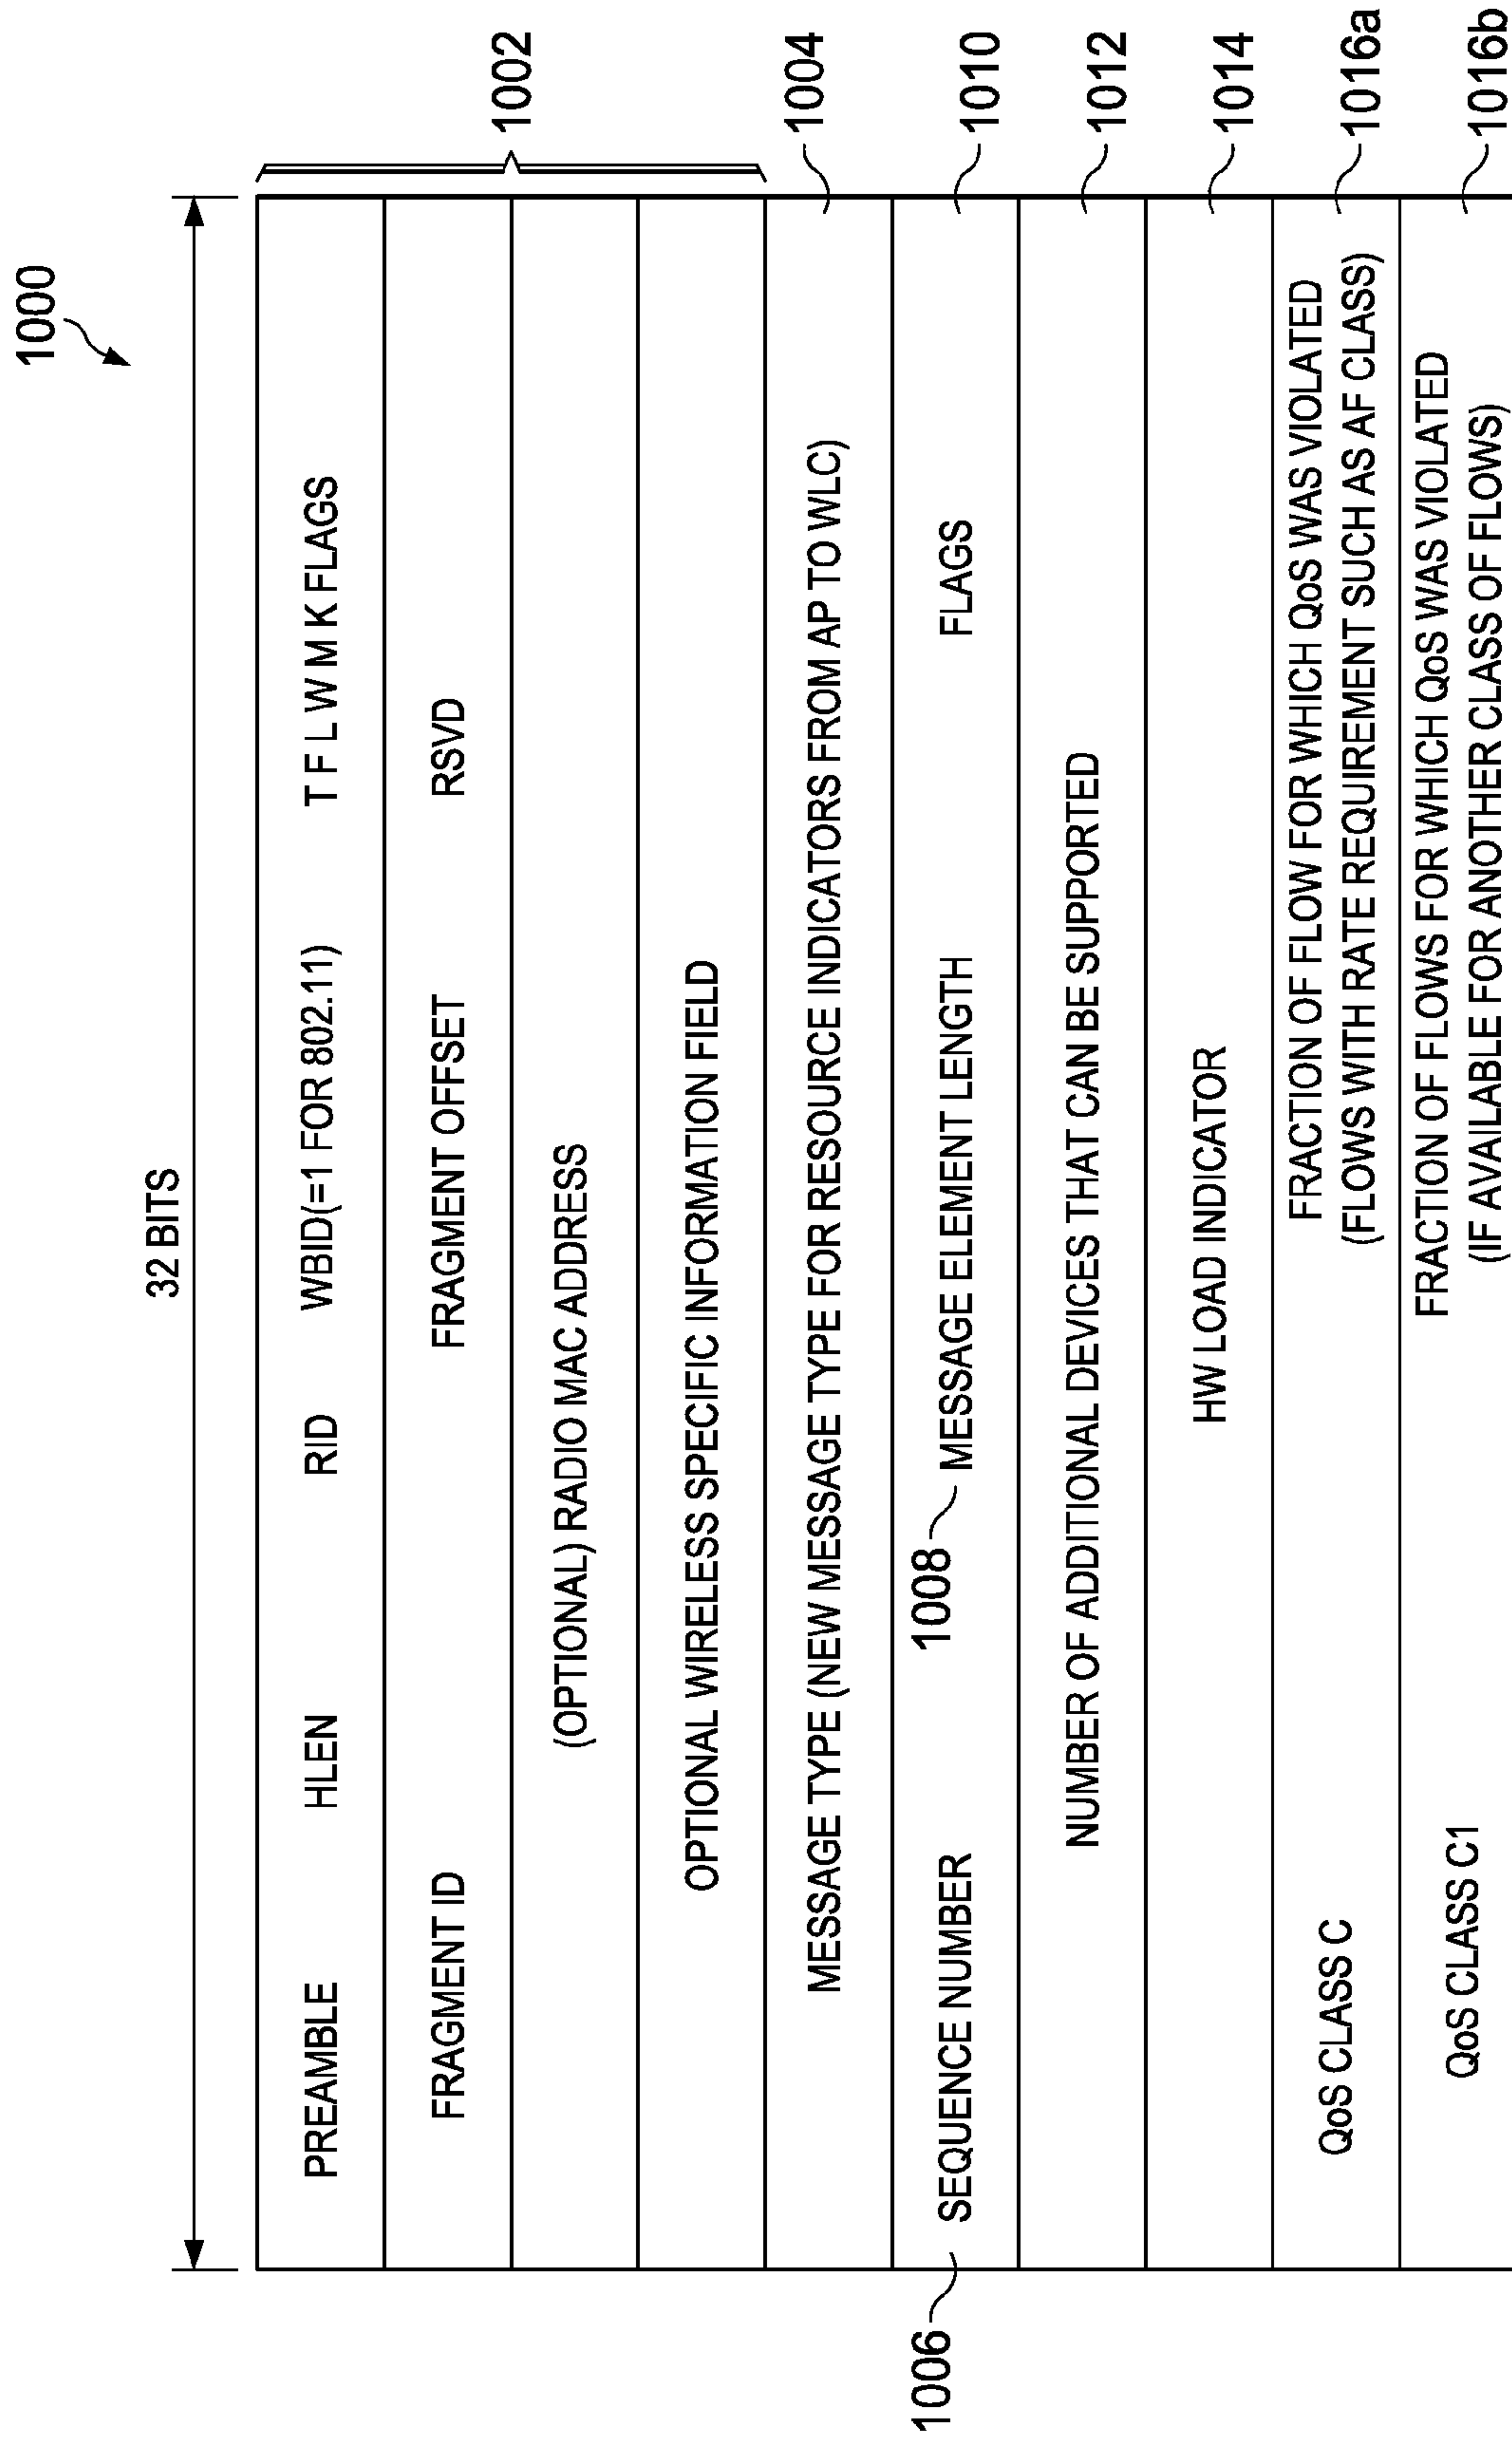 1000
32 BITS
PREAMBLE HLEN RID WBID(=1 FOR 802.11) T F L W M K FLAGS
FRAGMENT ID FRAGMENT OFFSET RSVD
(OPTIONAL) RADIO MAC ADDRESS
1002
OPTIONAL WIRELESS SPECIFIC INFORMATION FIELD
MESSAGE TYPE (NEW MESSAGE TYPE FOR RESOURCE INDICATORS FROM AP TO WLC) 1004
1006 SEQUENCE NUMBER 1008 MESSAGE ELEMENT LENGTH FLAGS 1010
NUMBER OF ADDITIONAL DEVICES THAT CAN BE SUPPORTED 1012
HW LOAD INDICATOR 1014
QoS CLASS C FRACTION OF FLOW FOR WHICH QoS WAS VIOLATED 1016a
(FLOWS WITH RATE REQUIREMENT SUCH AS AF CLASS)
QoS CLASS C1 FRACTION OF FLOWS FOR WHICH QoS WAS VIOLATED 1016b
(IF AVAILABLE FOR ANOTHER CLASS OF FLOWS)